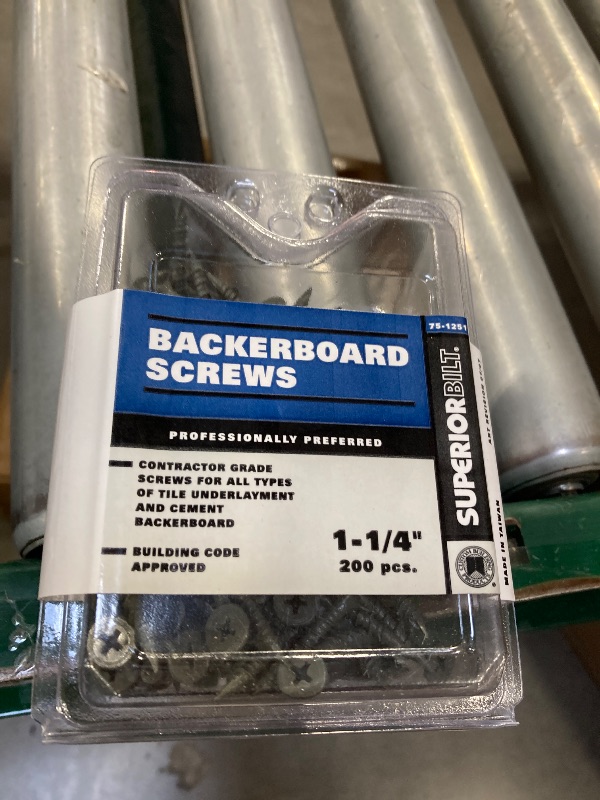 BACKERBOARD
SCREWS
75-1251
SUPERIORBILT®
PROFESSIONALLY PREFERRED
CONTRACTOR GRADE
SCREWS FOR ALL TYPES
OF TILE UNDERLAYMENT
AND CEMENT
BACKERBOARD
BUILDING CODE
APPROVED
1-1/4"
200 pcs.
MADE IN TAIWAN